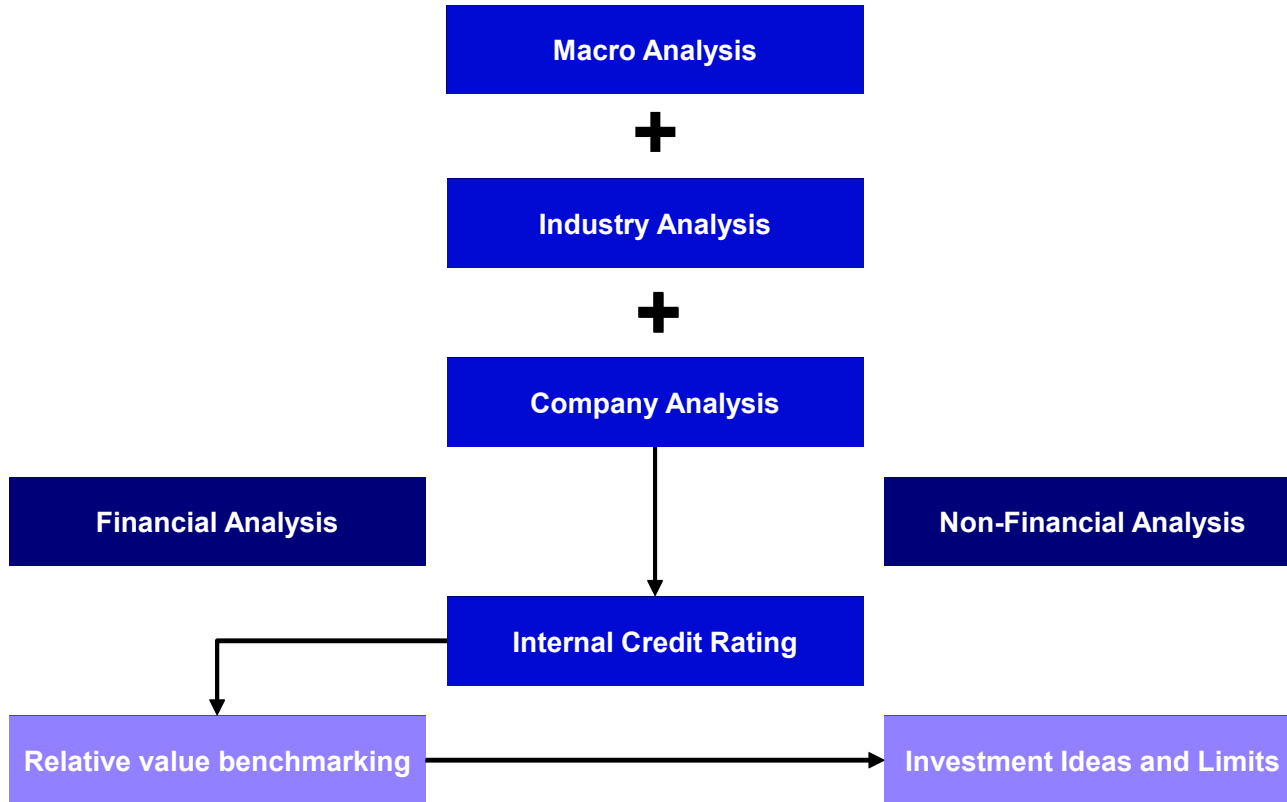 Macro Analysis
+
Industry Analysis
+
Company Analysis
Financial Analysis
Non-Financial Analysis
Internal Credit Rating
Relative value benchmarking
Investment Ideas and Limits